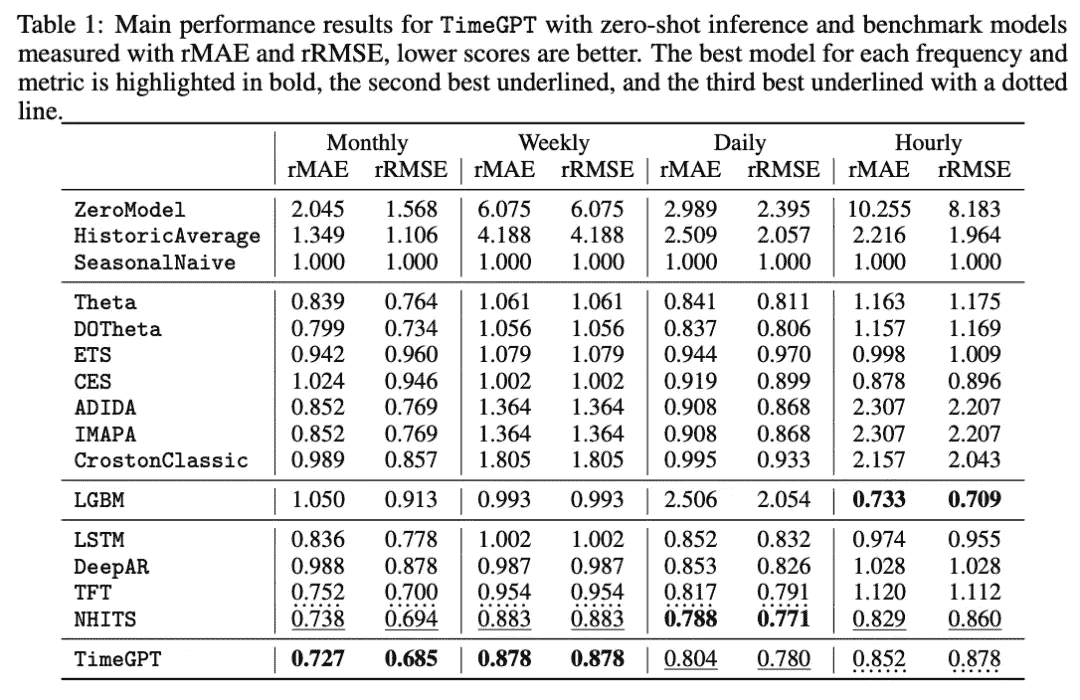 Table 1: Main performance results for TimeGPT with zero-shot inference and benchmark models
measured with rMAE and rRMSE, lower scores are better. The best model for each frequency and
metric is highlighted in bold, the second best underlined, and the third best underlined with a dotted
line.
Monthly Weekly Daily Hourly
rMAE rRMSE rMAE rRMSE rMAE rRMSE rMAE rRMSE
ZeroModel 2.045 1.568 6.075 6.075 2.989 2.395 10.255 8.183
HistoricAverage 1.349 1.106 4.188 4.188 2.509 2.057 2.216 1.964
SeasonalNaive 1.000 1.000 1.000 1.000 1.000 1.000 1.000 1.000
Theta 0.839 0.764 1.061 1.061 0.841 0.811 1.163 1.175
DOTheta 0.799 0.734 1.056 1.056 0.837 0.806 1.157 1.169
ETS 0.942 0.960 1.079 1.079 0.944 0.970 0.998 1.009
CES 1.024 0.946 1.002 1.002 0.919 0.899 0.878 0.896
ADIDA 0.852 0.769 1.364 1.364 0.908 0.868 2.307 2.207
IMAPA 0.852 0.769 1.364 1.364 0.908 0.868 2.307 2.207
CrostonClassic 0.989 0.857 1.805 1.805 0.995 0.933 2.157 2.043
LGBM 1.050 0.913 0.993 0.993 2.506 2.054 0.733 0.709
LSTM 0.836 0.778 1.002 1.002 0.852 0.832 0.974 0.955
DeepAR 0.988 0.878 0.987 0.987 0.853 0.826 1.028 1.028
TFT 0.752 0.700 0.954 0.954 0.817 0.791 1.120 1.112
NHITS 0.738 0.694 0.883 0.883 0.788 0.771 0.829 0.860
TimeGPT 0.727 0.685 0.878 0.878 0.804 0.780 0.852 0.878